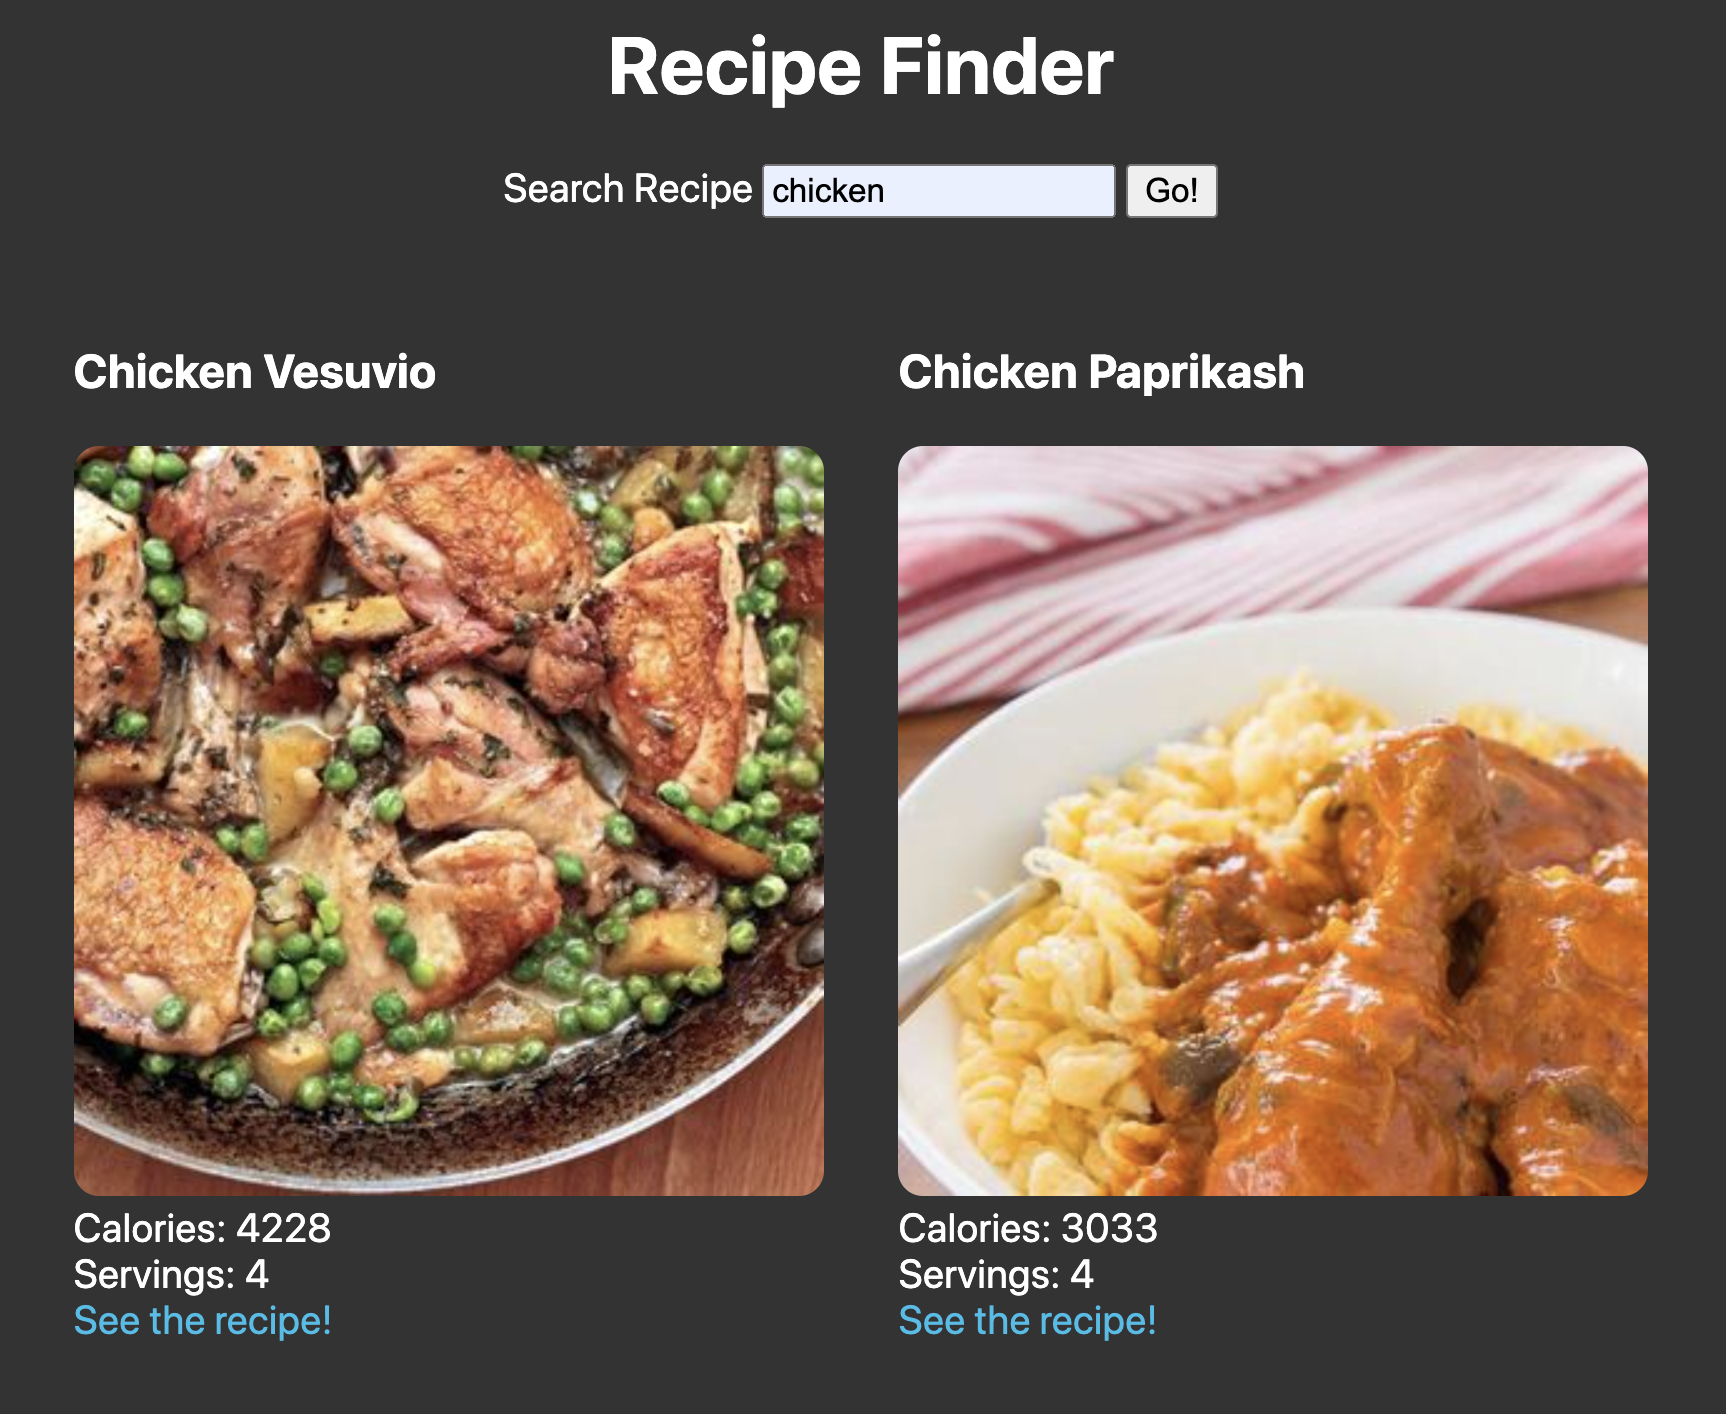 Recipe Finder
Search Recipe chicken Go!
Chicken Vesuvio
Calories: 4228
Servings: 4
See the recipe!
Chicken Paprikash
Calories: 3033
Servings: 4
See the recipe!